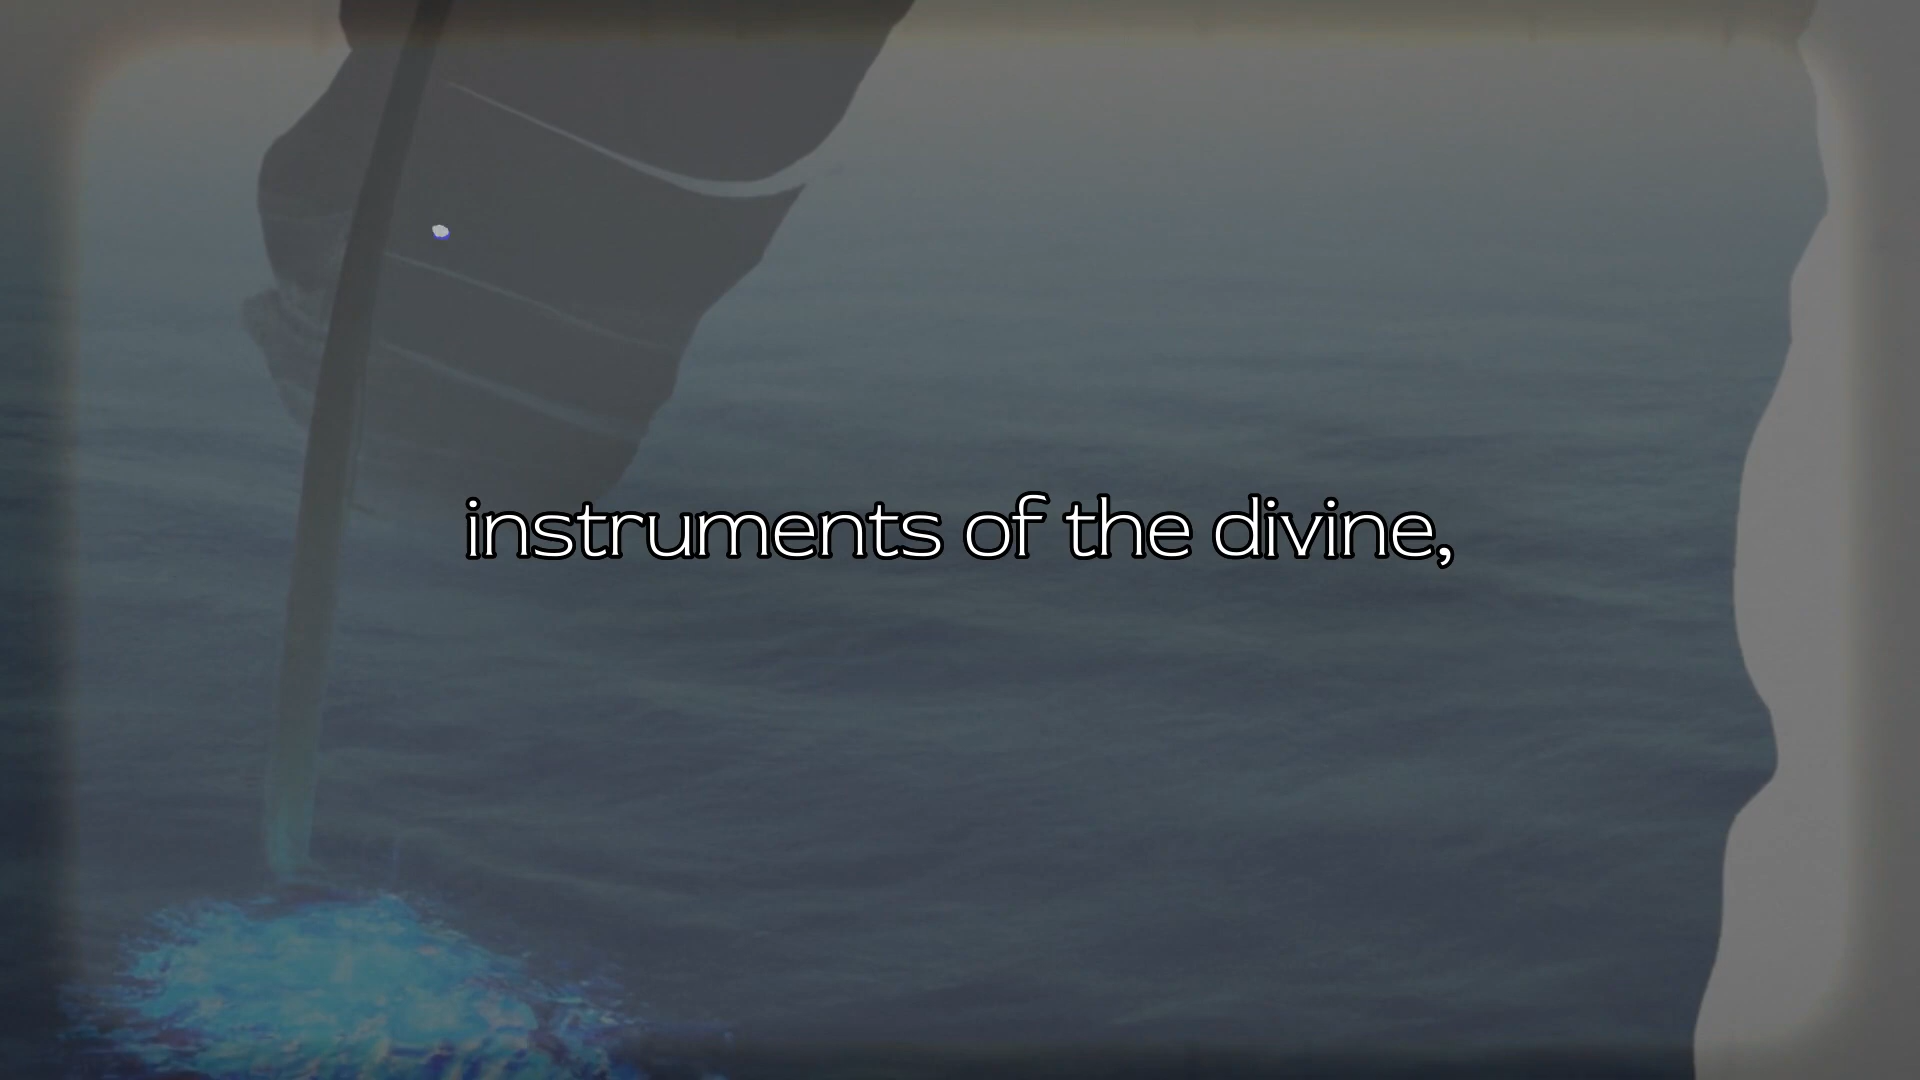 instruments of the divine,